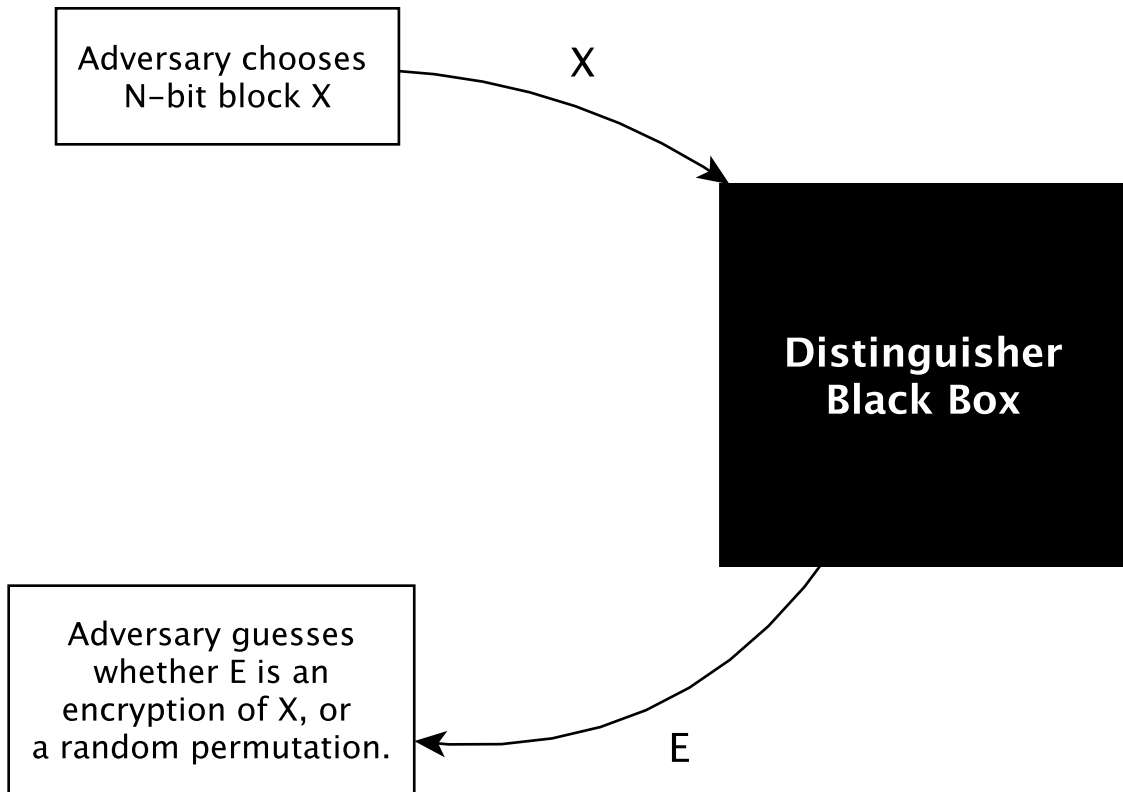 Adversary chooses
N-bit block X
X
Distinguisher
Black Box
Adversary guesses
whether E is an
encryption of X, or
a random permutation.
E